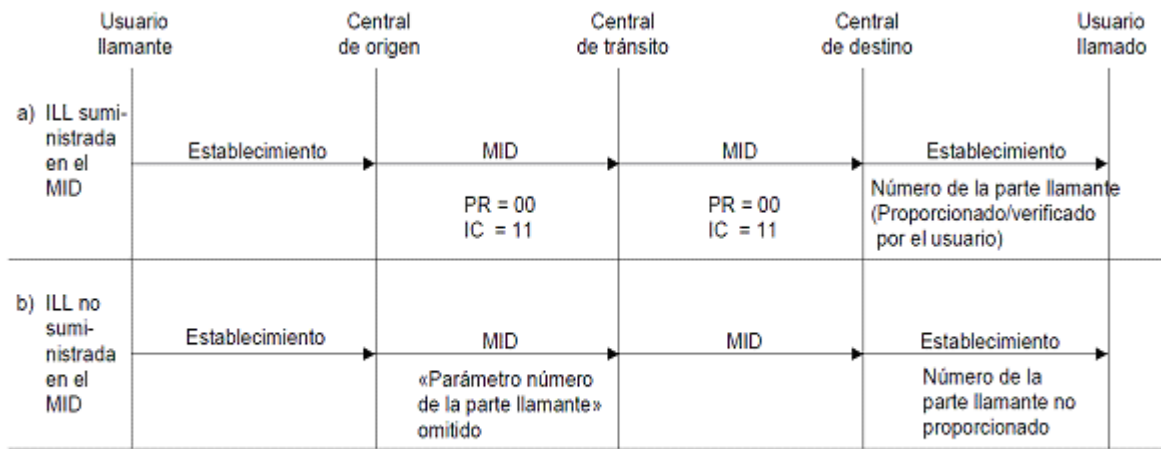 Usuario
llamante
Central
de origen
Central
de tránsito
Central
de destino
Usuario
llamado
a) ILL sumi-
nistrada
en el
MID
Establecimiento
MID
PR = 00
IC = 11
MID
PR = 00
IC = 11
Establecimiento
Número de la parte llamante
(Proporcionado/verificado
por el usuario)
b) ILL no
sumi-
nistrada
en el
MID
Establecimiento
MID
«Parámetro número
de la parte llamante»
omitido
MID
Establecimiento
Número de la
parte llamante no
proporcionado